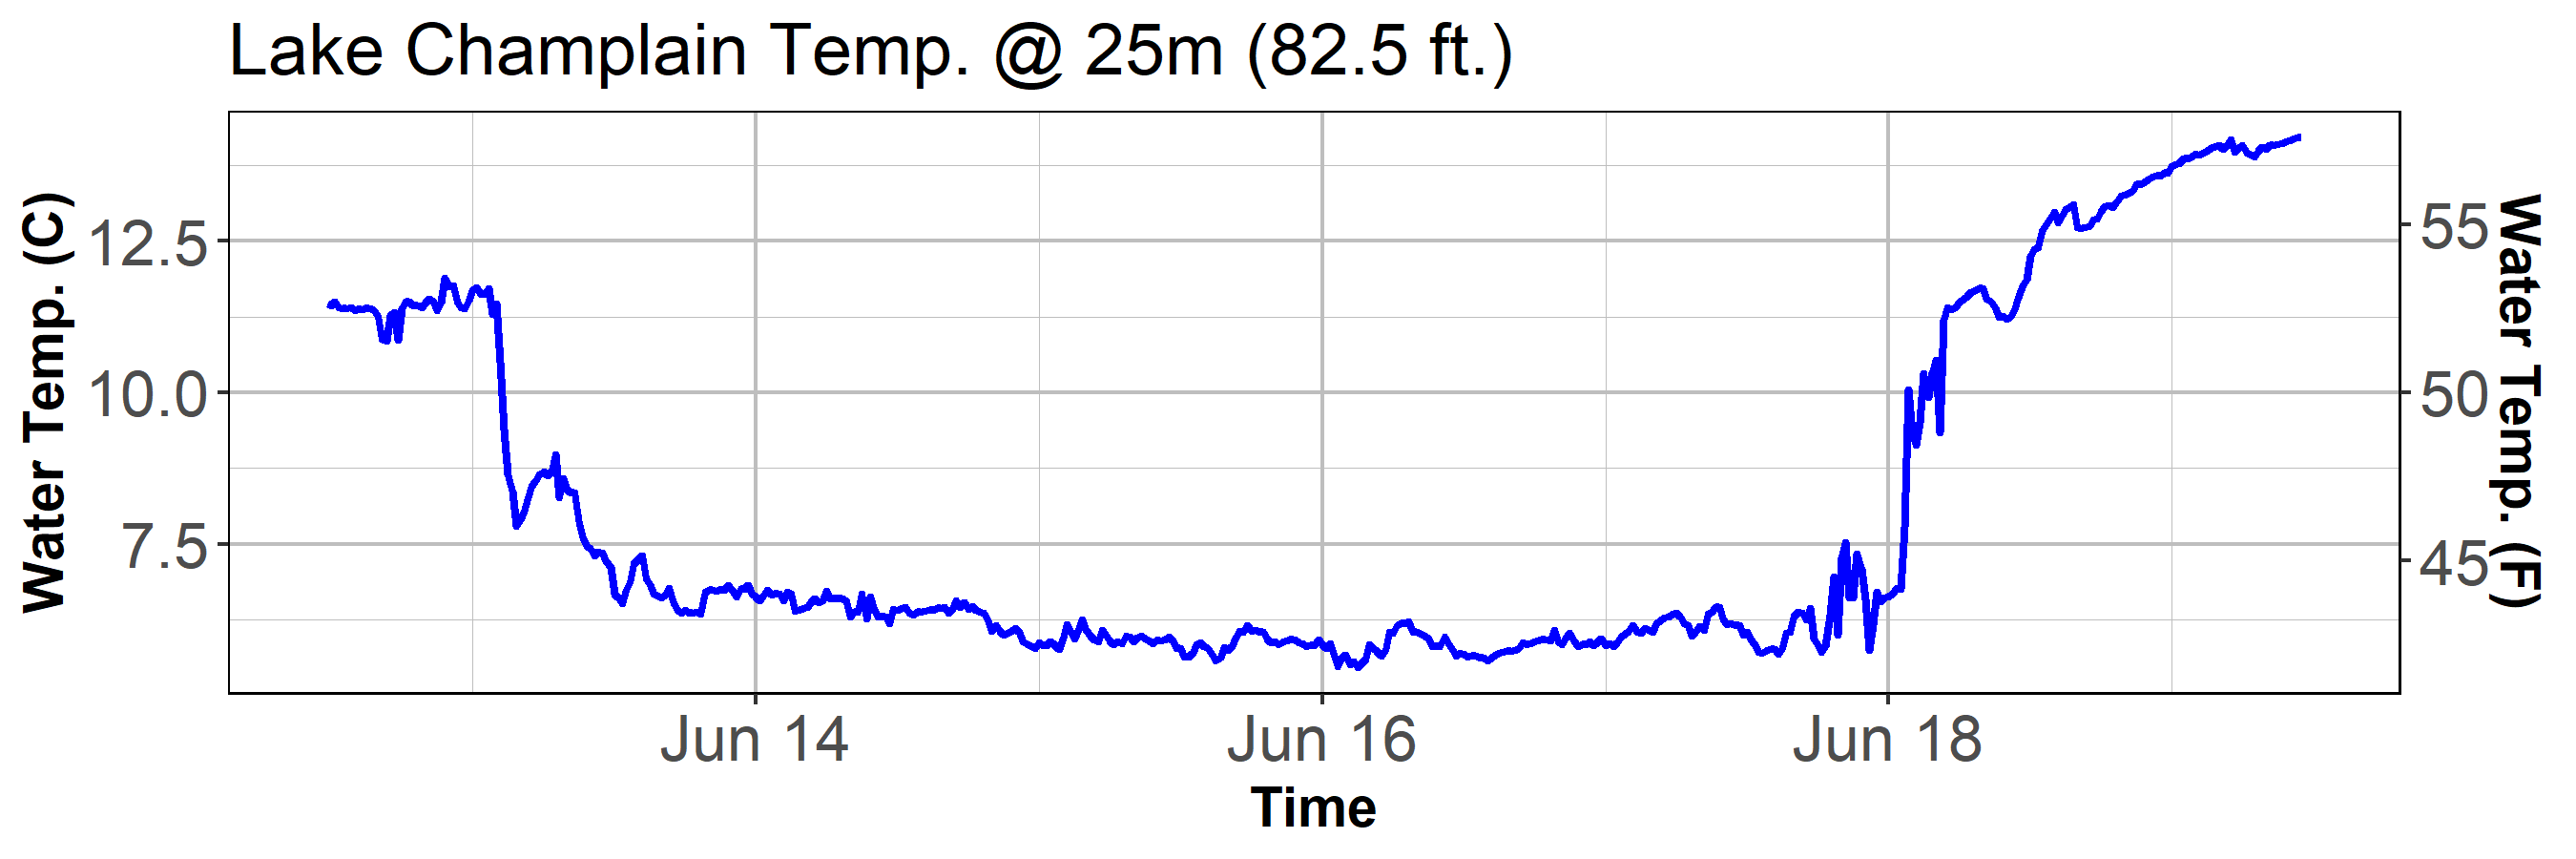 Lake Champlain Temp. @ 25m (82.5 ft.)
Water Temp. (C)
12.5
10.0
7.5
55
50
45
Water Temp. (F)
Jun 14
Jun 16
Jun 18
Time